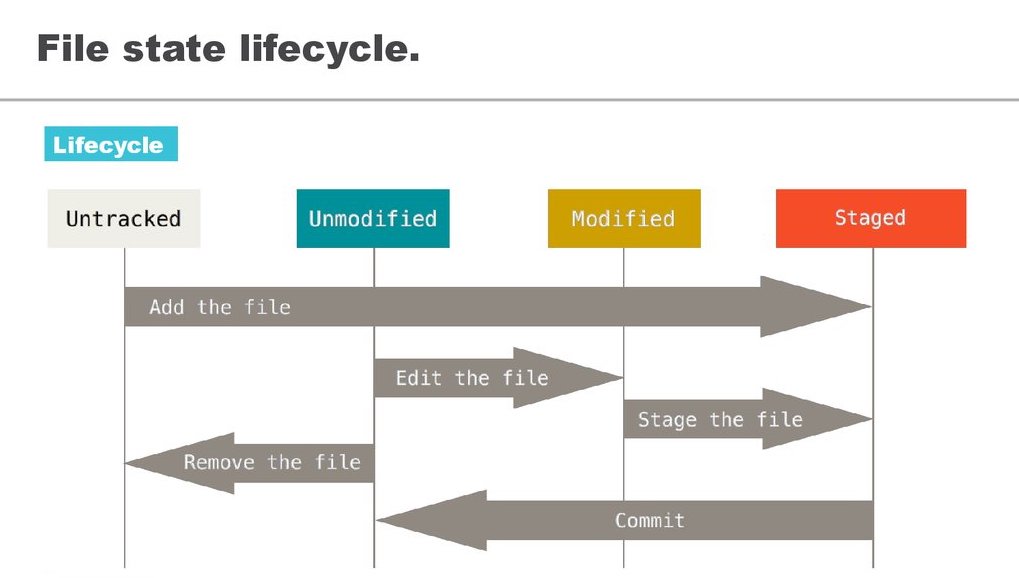 File state lifecycle.
Lifecycle
Untracked
Unmodified
Modified
Staged
Add the file
Edit the file
Stage the file
Remove the file
Commit